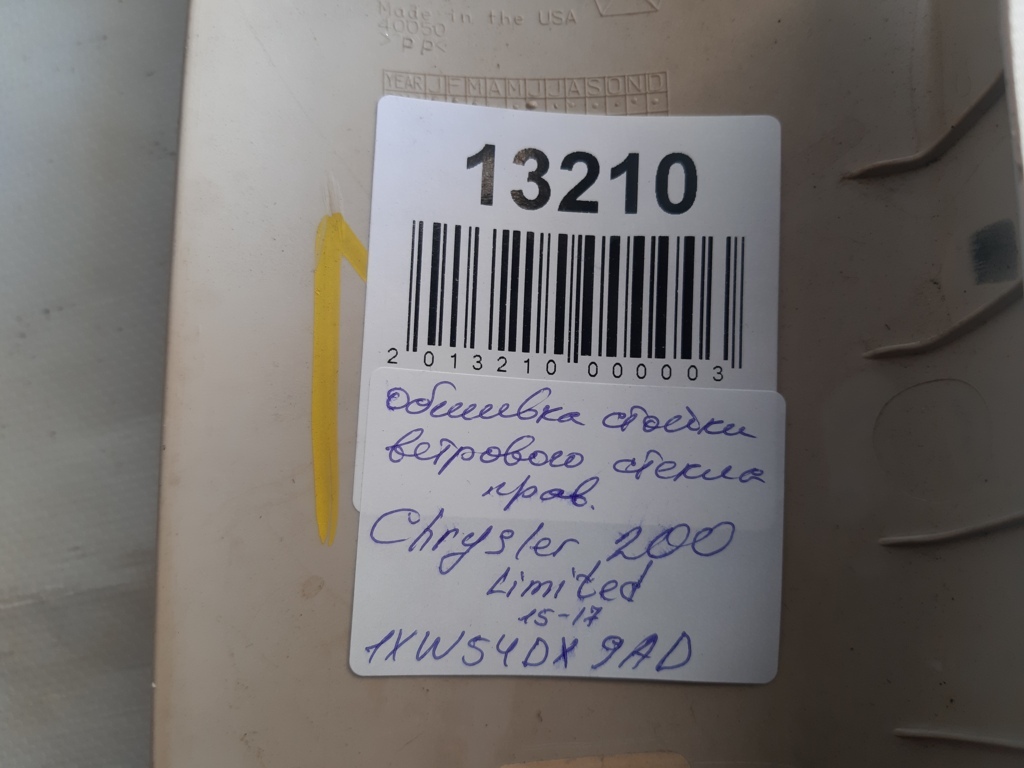 Made in the USA
40050
>PP<
YEAR J F M A M J J A S O N D
13210
2 013210 000003
обшивка стойки
ветрового стекла
прав.
Chrysler 200
Limited
15-17
1XW54DX9AD